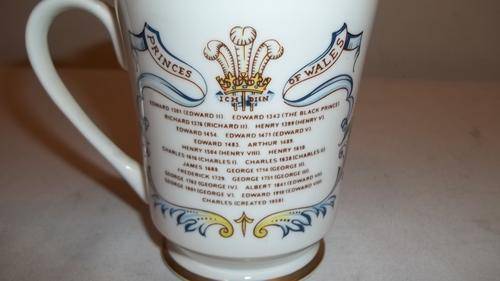 PRINCES OF WALES
ICH DIEN
EDWARD 1301 (EDWARD II). EDWARD 1343 (THE BLACK PRINCE)
RICHARD 1376 (RICHARD II). HENRY 1399 (HENRY V).
EDWARD 1454. EDWARD 1471 (EDWARD V).
EDWARD 1483. ARTHUR 1489.
HENRY 1504 (HENRY VIII). HENRY 1610.
CHARLES 1616 (CHARLES I). CHARLES 1638 (CHARLES II)
JAMES 1688. GEORGE 1714 (GEORGE II).
FREDERICK 1729. GEORGE 1751 (GEORGE III).
GEORGE 1762 (GEORGE IV). ALBERT 1841 (EDWARD VII)
GEORGE 1901 (GEORGE V). EDWARD 1910 (EDWARD VIII)
CHARLES (CREATED 1958)